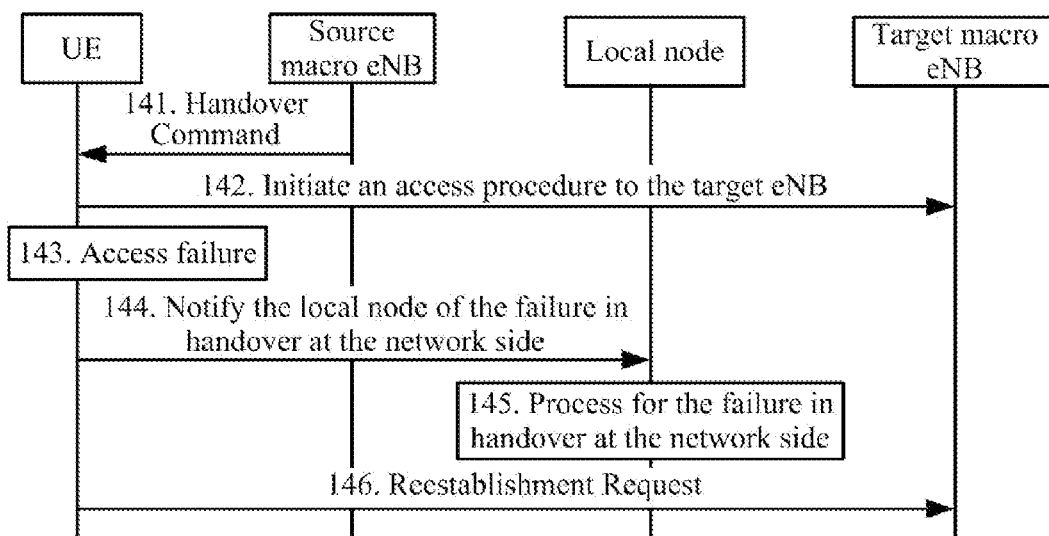 UE
Source
macro eNB
Local node
Target macro
eNB
141. Handover
Command
142. Initiate an access procedure to the target eNB
143. Access failure
144. Notify the local node of the failure in
handover at the network side
145. Process for the failure in
handover at the network side
146. Reestablishment Request